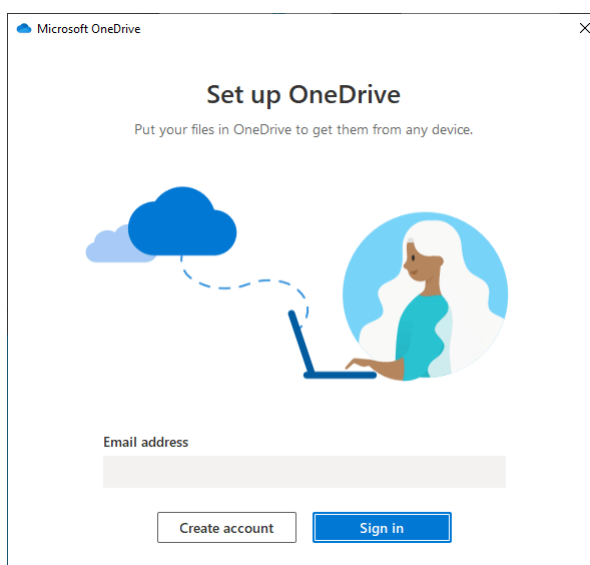 Microsoft OneDrive
Set up OneDrive
Put your files in OneDrive to get them from any device.
Email address
Create account
Sign in